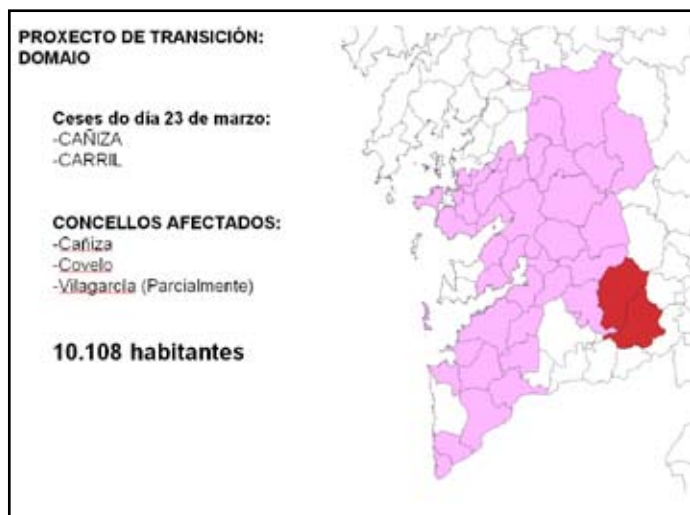 PROXECTO DE TRANSICIÓN:
DOMAIO
Ceses do día 23 de marzo:
-CAÑIZA
-CARRIL
CONCELLOS AFECTADOS:
-Cañiza
-Covelo
-Vilagarcía (Parcialmente)
10.108 habitantes